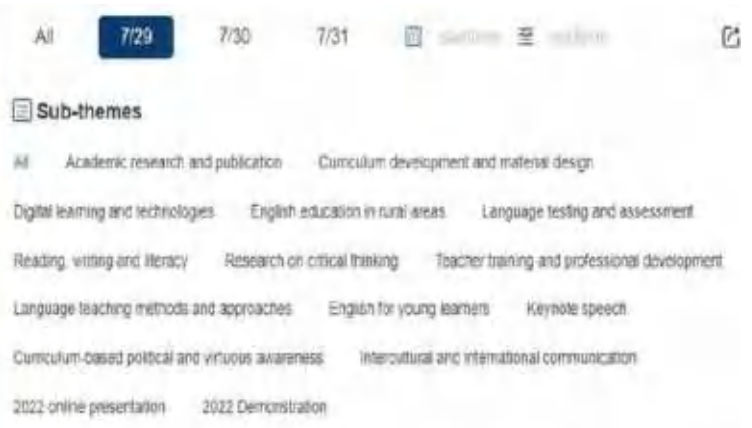 All 7/29 7/30 7/31
Sub-themes
All Academic research and publication Curriculum development and material design
Digital learning and technologies English education in rural areas Language testing and assessment
Reading, writing and literacy Research on critical thinking Teacher training and professional development
Language teaching methods and approaches English for young learners Keynote speech
Curriculum-based political and virtuous awareness Intercultural and international communication
2022 online presentation 2022 Demonstration